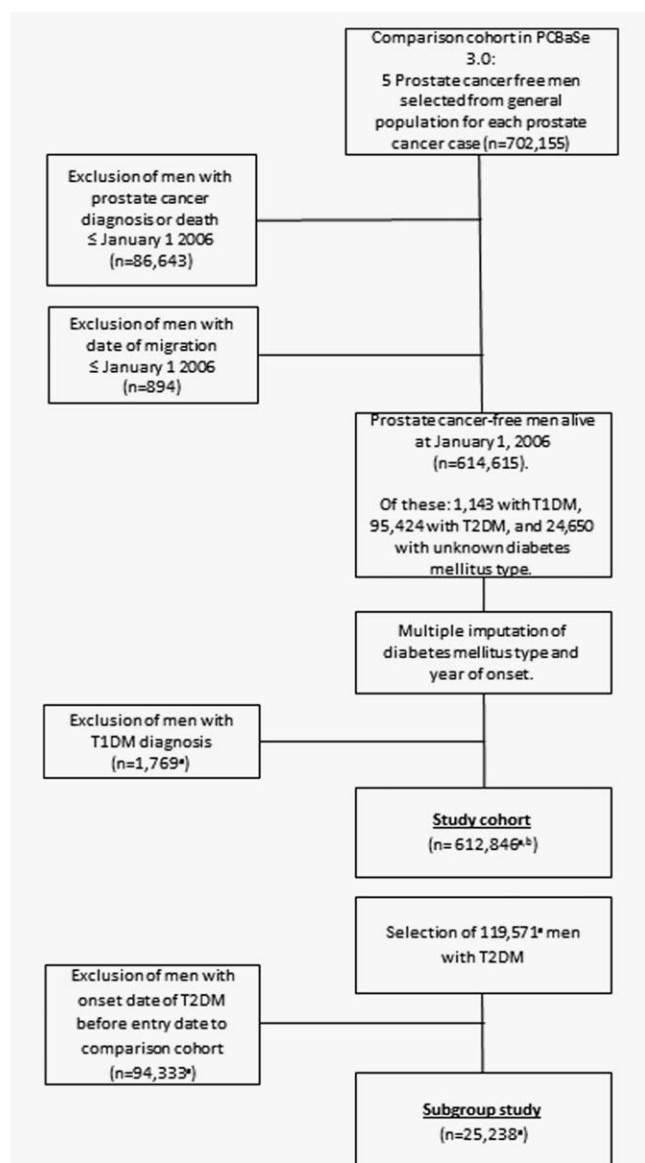 Comparison cohort in PCBaSe
3.0:
5 Prostate cancer free men
selected from general
population for each prostate
cancer case (n=702,155)
Exclusion of men with
prostate cancer
diagnosis or death
≤ January 1 2006
(n=86,643)
Exclusion of men with
date of migration
≤ January 1 2006
(n=894)
Prostate cancer-free men alive
at January 1, 2006
(n=614,615).
Of these: 1,143 with T1DM,
95,424 with T2DM, and 24,650
with unknown diabetes
mellitus type.
Multiple imputation of
diabetes mellitus type and
year of onset.
Exclusion of men with
T1DM diagnosis
(n=1,769ᵃ)
Study cohort
(n= 612,846ᵃ,ᵇ)
Selection of 119,571ᵃ men
with T2DM
Exclusion of men with
onset date of T2DM
before entry date to
comparison cohort
(n=94,333ᵃ)
Subgroup study
(n=25,238ᵃ)